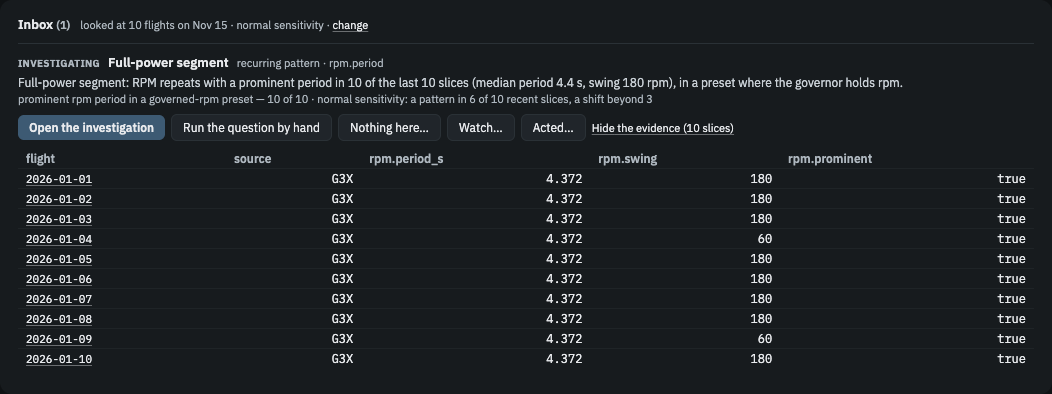 Inbox (1) looked at 10 flights on Nov 15 · normal sensitivity · change
INVESTIGATING Full-power segment recurring pattern · rpm.period
Full-power segment: RPM repeats with a prominent period in 10 of the last 10 slices (median period 4.4 s, swing 180 rpm), in a preset where the governor holds rpm.
prominent rpm period in a governed-rpm preset — 10 of 10 · normal sensitivity: a pattern in 6 of 10 recent slices, a shift beyond 3
Open the investigation Run the question by hand Nothing here... Watch... Acted... Hide the evidence (10 slices)
flight source rpm.period_s rpm.swing rpm.prominent
2026-01-01 G3X 4.372 180 true
2026-01-02 G3X 4.372 180 true
2026-01-03 G3X 4.372 180 true
2026-01-04 G3X 4.372 60 true
2026-01-05 G3X 4.372 180 true
2026-01-06 G3X 4.372 180 true
2026-01-07 G3X 4.372 180 true
2026-01-08 G3X 4.372 180 true
2026-01-09 G3X 4.372 60 true
2026-01-10 G3X 4.372 180 true